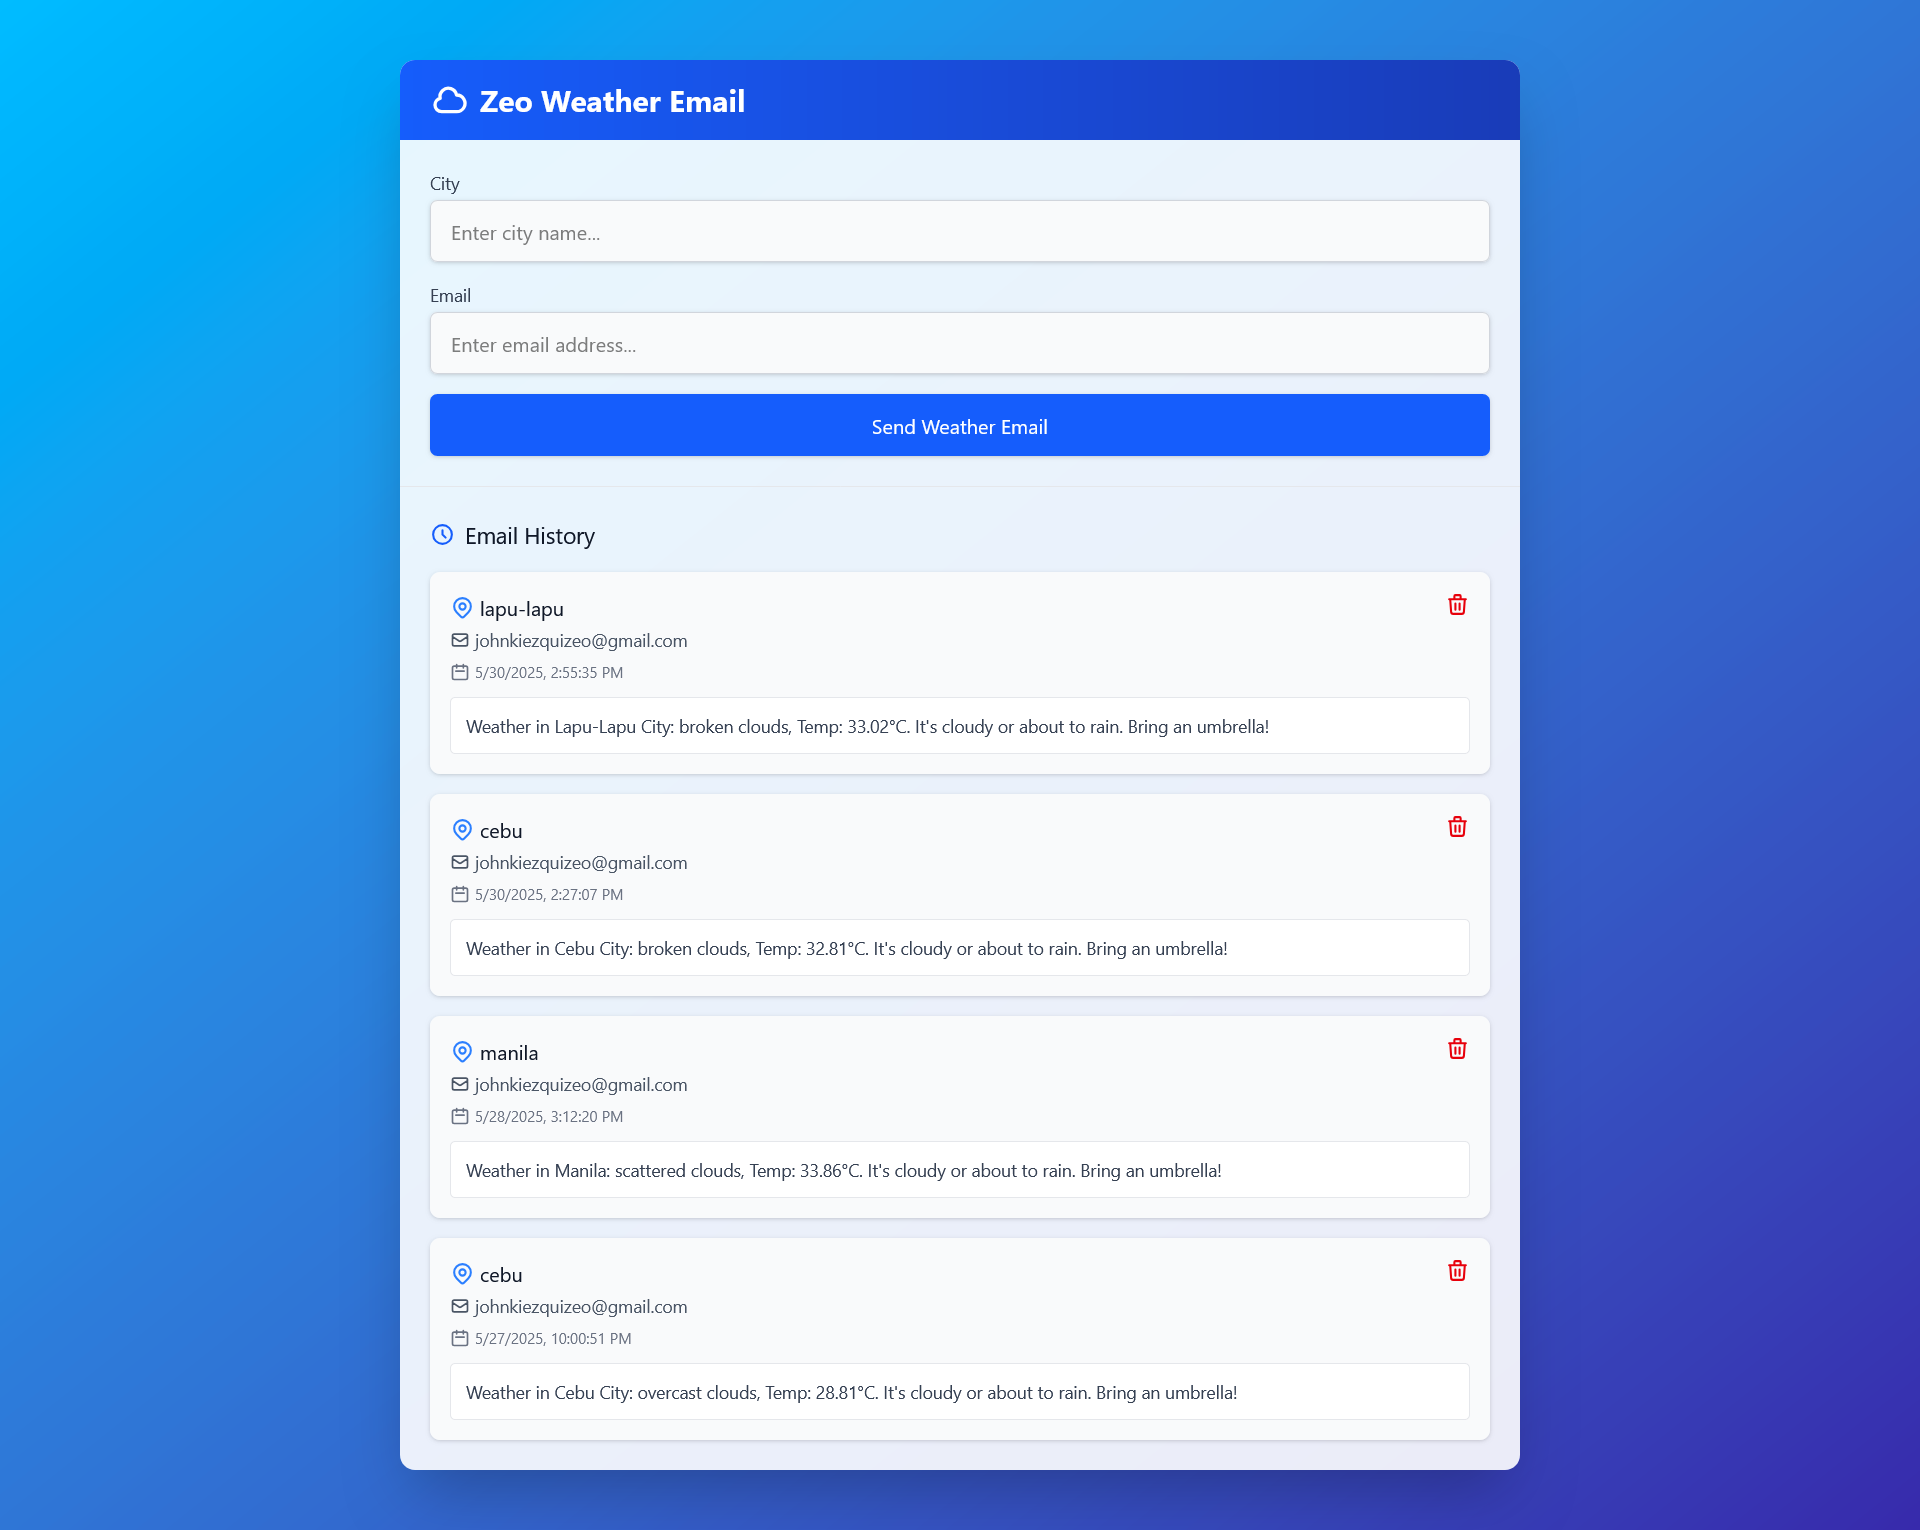 Zeo Weather Email
City
Enter city name...
Email
Enter email address...
Send Weather Email
Email History
lapu-lapu
johnkiezquizeo@gmail.com
5/30/2025, 2:55:35 PM
Weather in Lapu-Lapu City: broken clouds, Temp: 33.02°C. It's cloudy or about to rain. Bring an umbrella!
cebu
johnkiezquizeo@gmail.com
5/30/2025, 2:27:07 PM
Weather in Cebu City: broken clouds, Temp: 32.81°C. It's cloudy or about to rain. Bring an umbrella!
manila
johnkiezquizeo@gmail.com
5/28/2025, 3:12:20 PM
Weather in Manila: scattered clouds, Temp: 33.86°C. It's cloudy or about to rain. Bring an umbrella!
cebu
johnkiezquizeo@gmail.com
5/27/2025, 10:00:51 PM
Weather in Cebu City: overcast clouds, Temp: 28.81°C. It's cloudy or about to rain. Bring an umbrella!